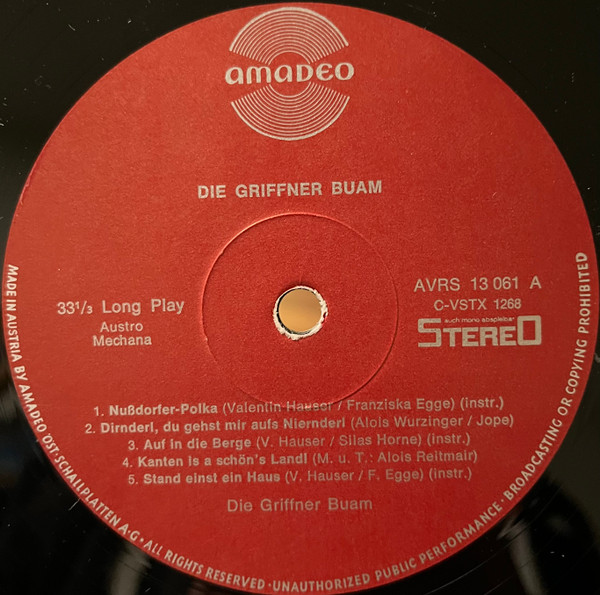 amadeo
DIE GRIFFNER BUAM
33 1/3 Long Play
Austro
Mechana
AVRS 13 061 A
C-VSTX 1268
auch mono abspielbar
STEREO
1. Nußdorfer-Polka (Valentin Hauser / Franziska Egge) (instr.)
2. Dirnderl, du gehst mir aufs Niernderl (Alois Wurzinger / Jope)
3. Auf in die Berge (V. Hauser / Silas Horne) (instr.)
4. Kanten is a schön's Landl (M. u. T.: Alois Reitmair)
5. Stand einst ein Haus (V. Hauser / F. Egge) (instr.)
Die Griffner Buam
MADE IN AUSTRIA BY AMADEO ÖST. SCHALLPLATTEN A·G · ALL RIGHTS RESERVED · UNAUTHORIZED PUBLIC PERFORMANCE · BROADCASTING OR COPYING PROHIBITED